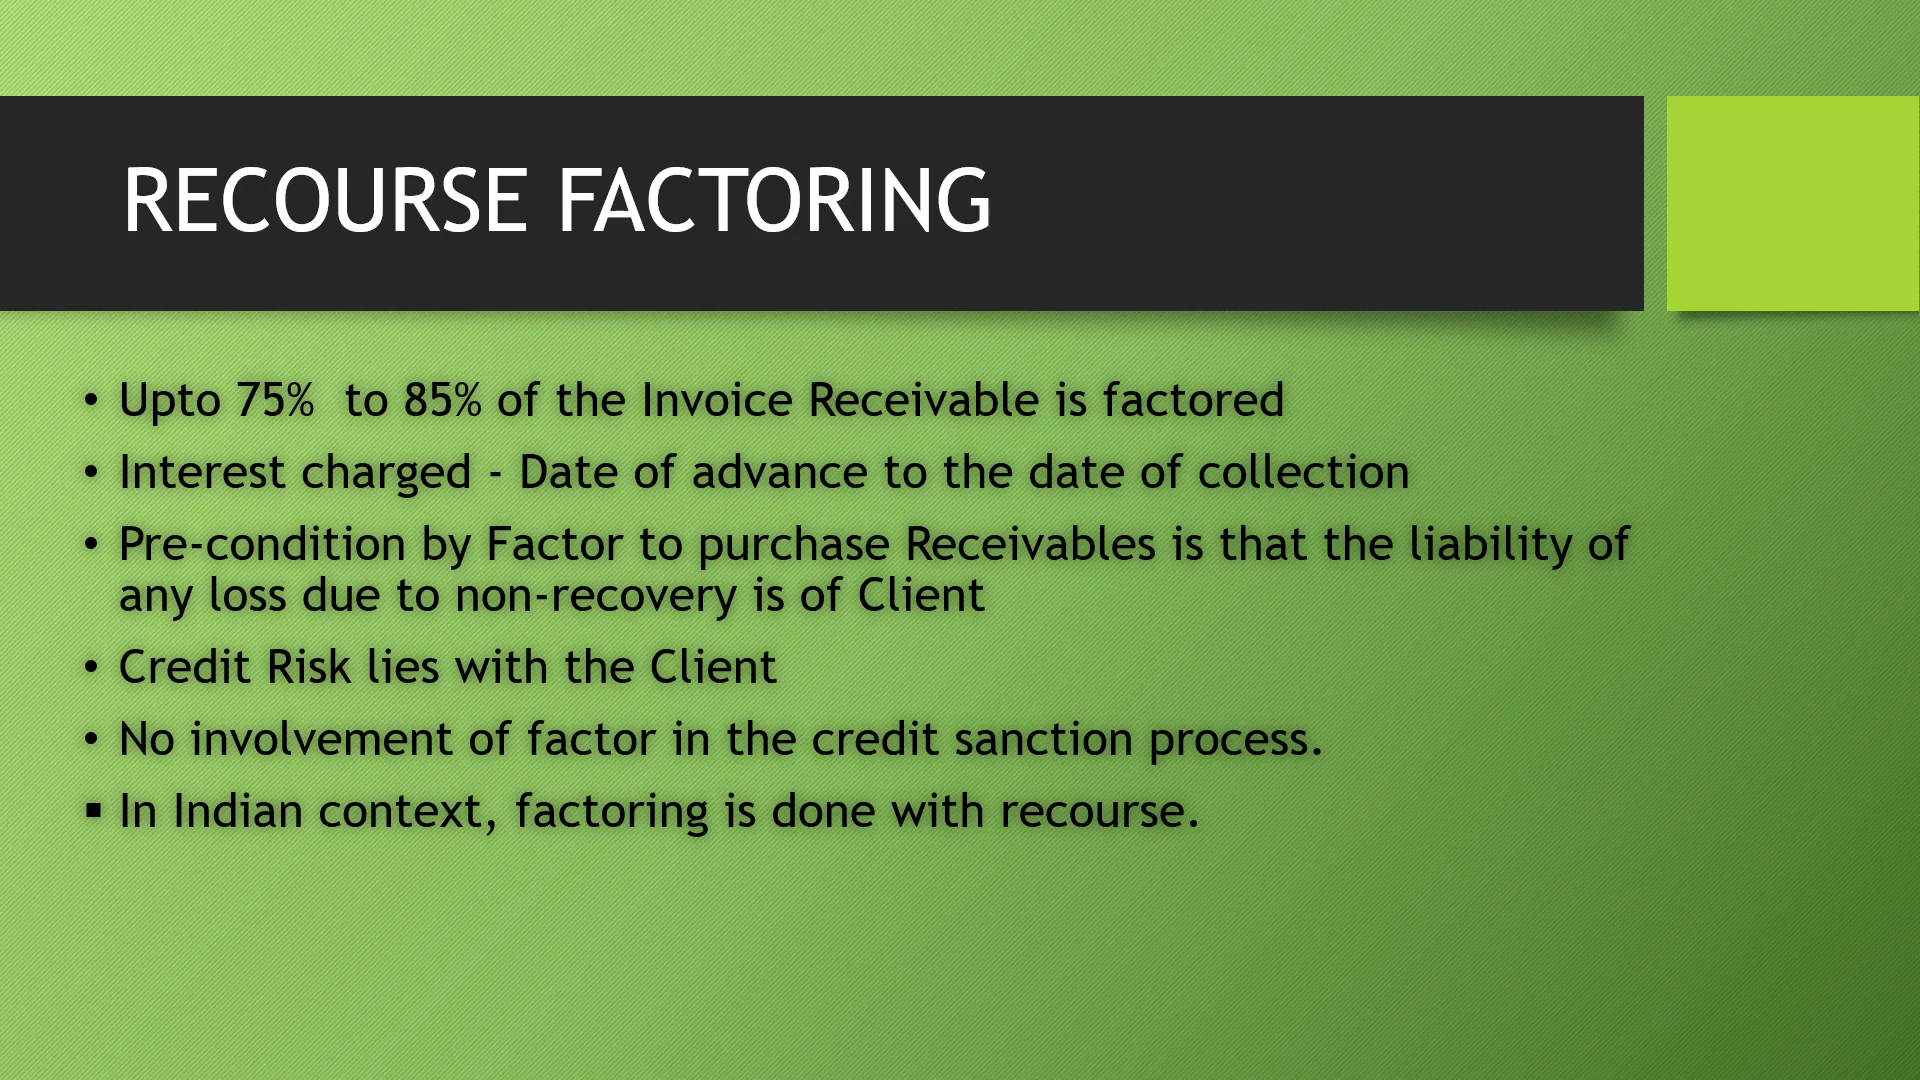 RECOURSE FACTORING
• Upto 75%  to 85% of the Invoice Receivable is factored
• Interest charged - Date of advance to the date of collection
• Pre-condition by Factor to purchase Receivables is that the liability of
any loss due to non-recovery is of Client
• Credit Risk lies with the Client
• No involvement of factor in the credit sanction process.
▪ In Indian context, factoring is done with recourse.